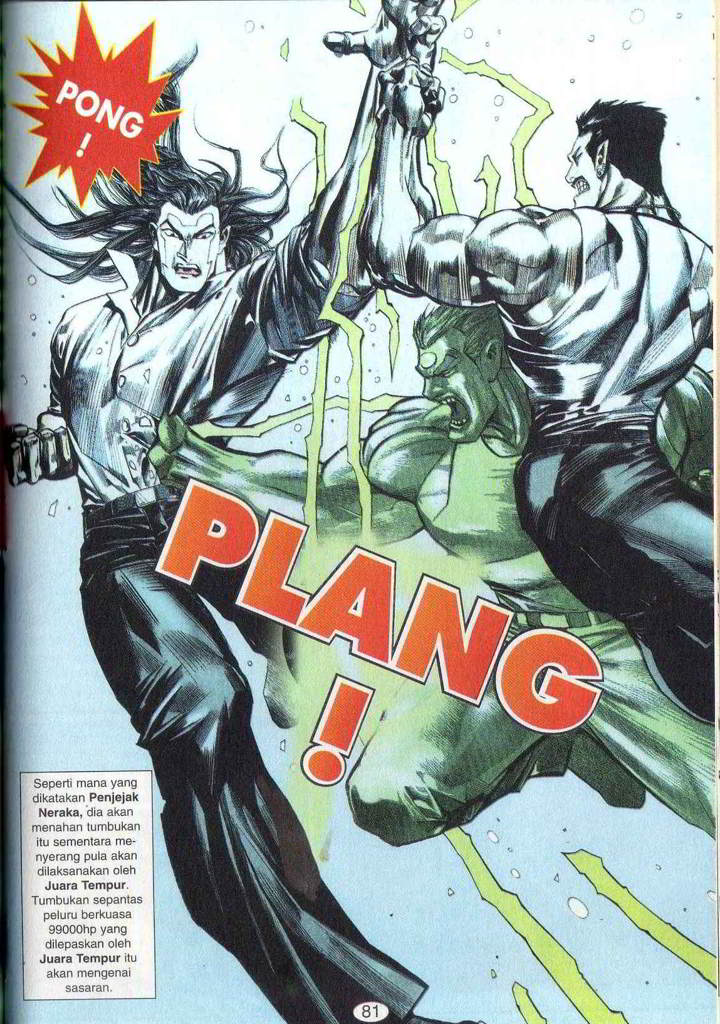 PONG
!
PLANG
!
Seperti mana yang
dikatakan Penjejak
Neraka, dia akan
menahan tumbukan
itu sementara me-
nyerang pula akan
dilaksanakan oleh
Juara Tempur.
Tumbukan sepantas
peluru berkuasa
99000hp yang
dilepaskan oleh
Juara Tempur itu
akan mengenai
sasaran.
81